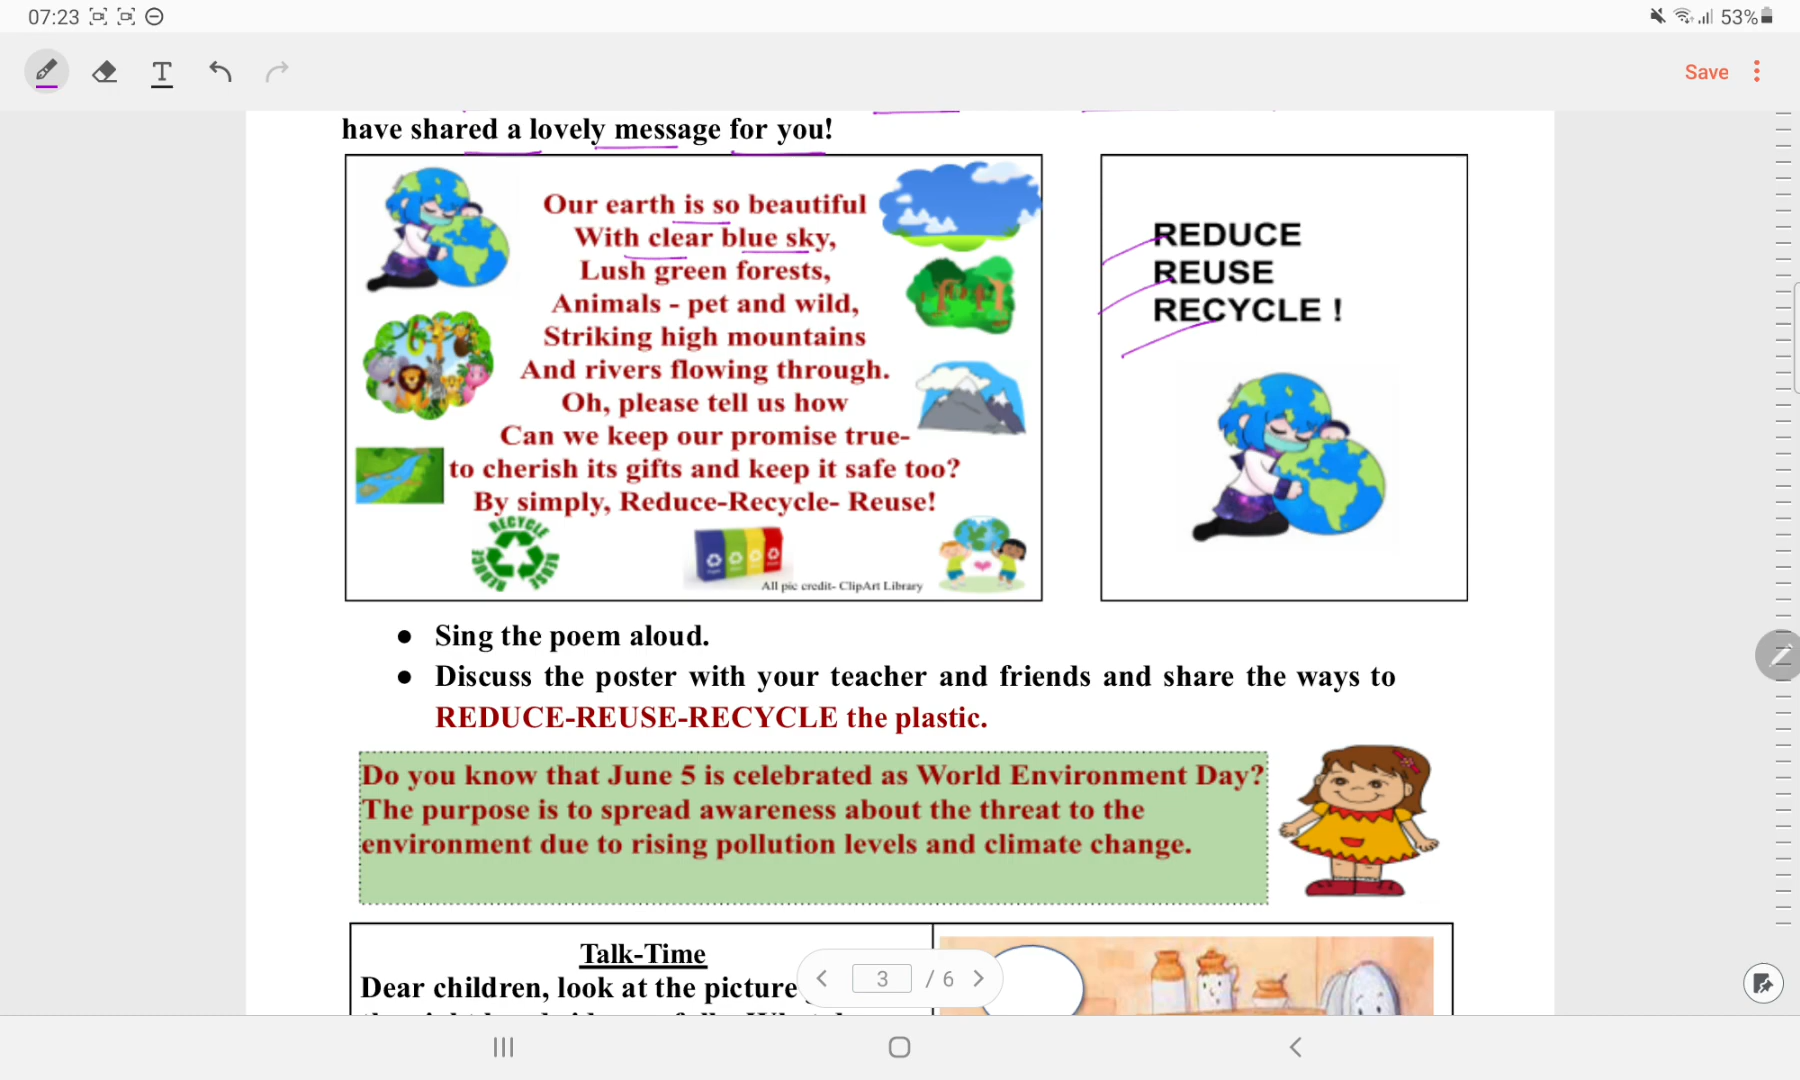 07:23
53%
Save
have shared a lovely message for you!
Our earth is so beautiful
With clear blue sky,
Lush green forests,
Animals - pet and wild,
Striking high mountains
And rivers flowing through.
Oh, please tell us how
Can we keep our promise true-
to cherish its gifts and keep it safe too?
By simply, Reduce-Recycle- Reuse!
RECYCLE
REDUCE
REUSE
All pic credit- ClipArt Library
REDUCE
REUSE
RECYCLE !
● Sing the poem aloud.
● Discuss the poster with your teacher and friends and share the ways to
REDUCE-REUSE-RECYCLE the plastic.
Do you know that June 5 is celebrated as World Environment Day?
The purpose is to spread awareness about the threat to the
environment due to rising pollution levels and climate change.
Talk-Time
Dear children, look at the picture
3 / 6